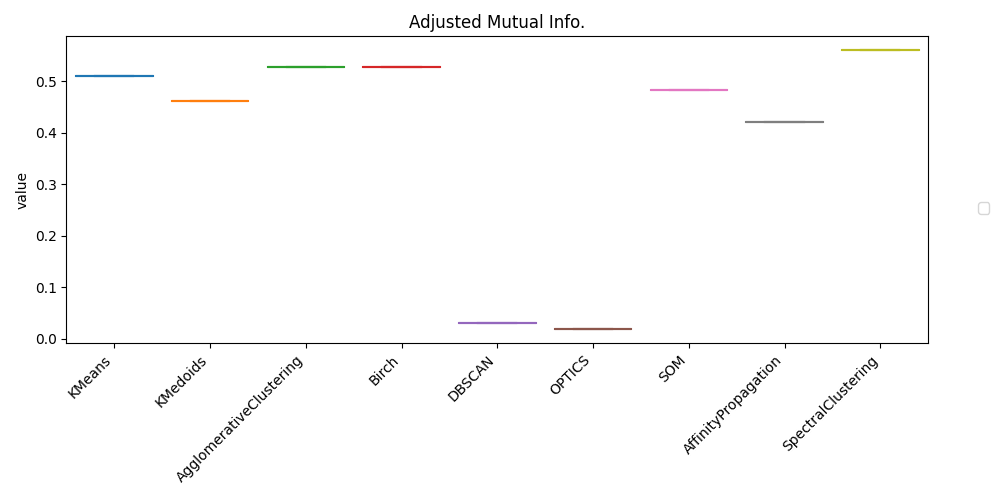 Adjusted Mutual Info.
value
0.5
0.4
0.3
0.2
0.1
0.0
KMeans
KMedoids
AgglomerativeClustering
Birch
DBSCAN
OPTICS
SOM
AffinityPropagation
SpectralClustering